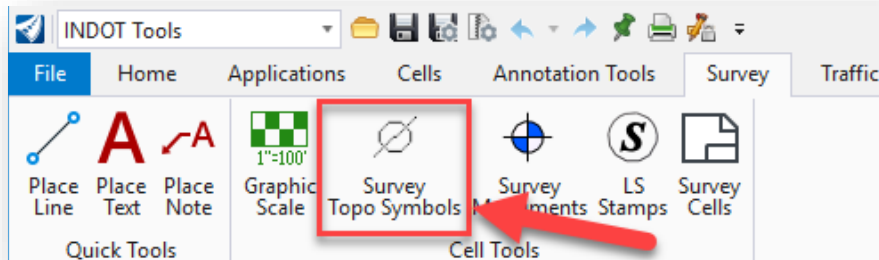 INDOT Tools
File Home Applications Cells Annotation Tools Survey Traffic
A A 1"=100' S
Place Line
Place Text
Place Note
Graphic Scale
Survey Topo Symbols
Survey
LS Stamps
Survey Cells
Quick Tools Cell Tools